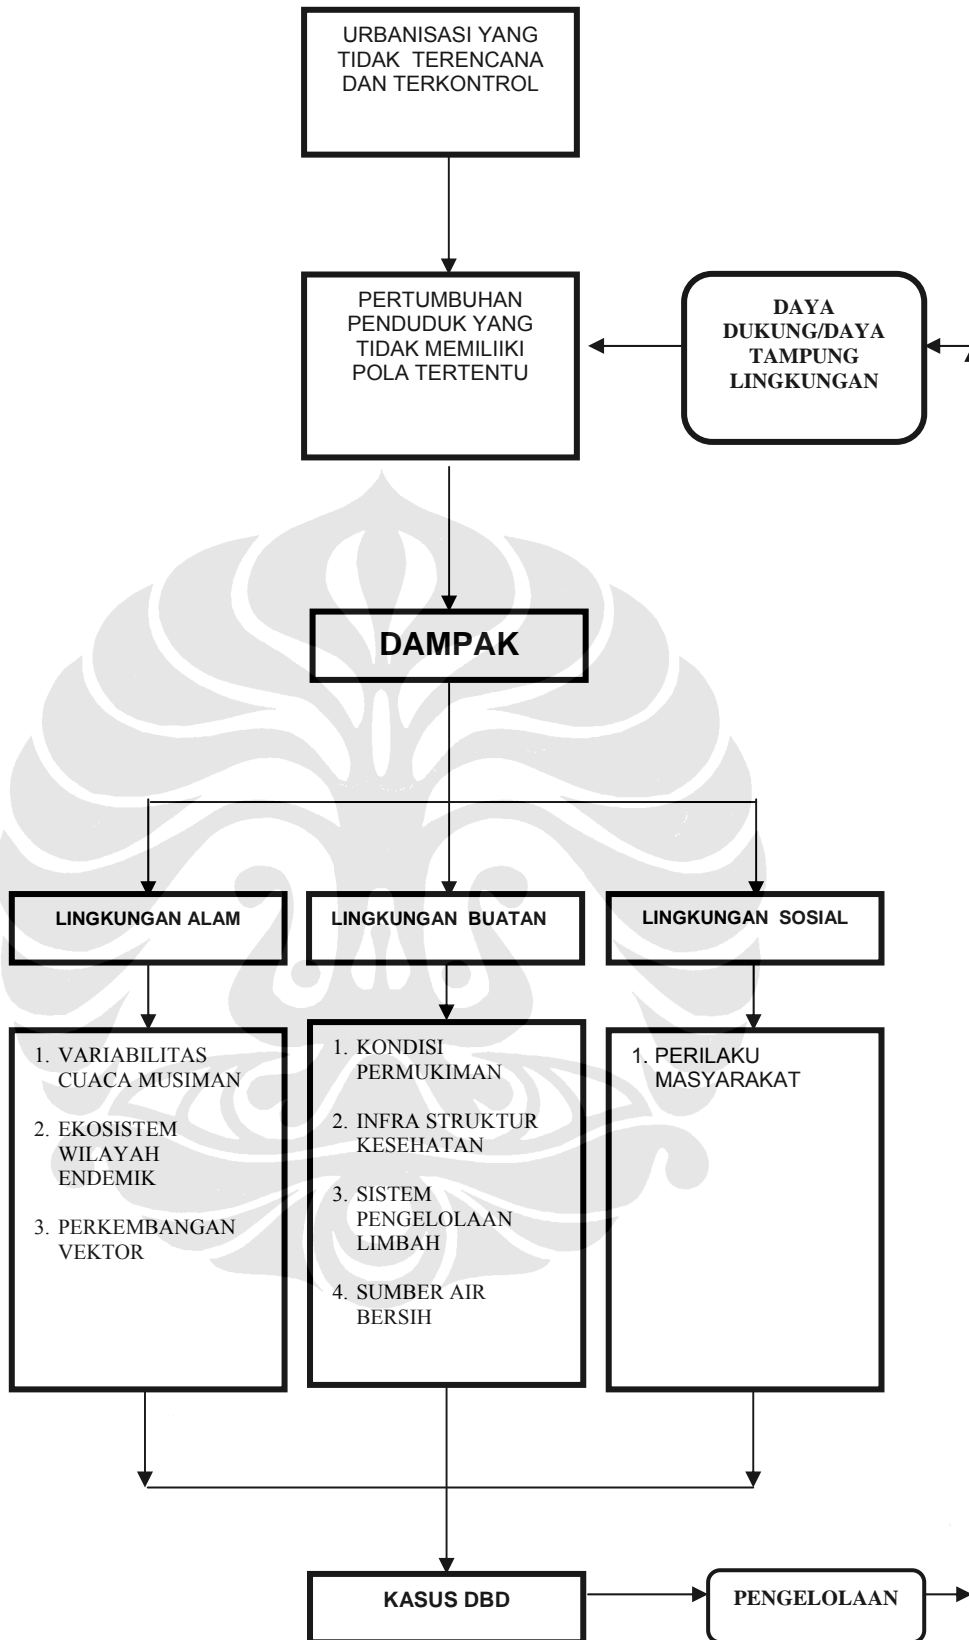 URBANISASI YANG
TIDAK TERENCANA
DAN TERKONTROL
PERTUMBUHAN
PENDUDUK YANG
TIDAK MEMILIIKI
POLA TERTENTU
DAYA
DUKUNG/DAYA
TAMPUNG
LINGKUNGAN
DAMPAK
LINGKUNGAN ALAM
LINGKUNGAN BUATAN
LINGKUNGAN SOSIAL
1. VARIABILITAS
CUACA MUSIMAN
2. EKOSISTEM
WILAYAH
ENDEMIK
3. PERKEMBANGAN
VEKTOR
1. KONDISI
PERMUKIMAN
2. INFRA STRUKTUR
KESEHATAN
3. SISTEM
PENGELOLAAN
LIMBAH
4. SUMBER AIR
BERSIH
1. PERILAKU
MASYARAKAT
KASUS DBD
PENGELOLAAN